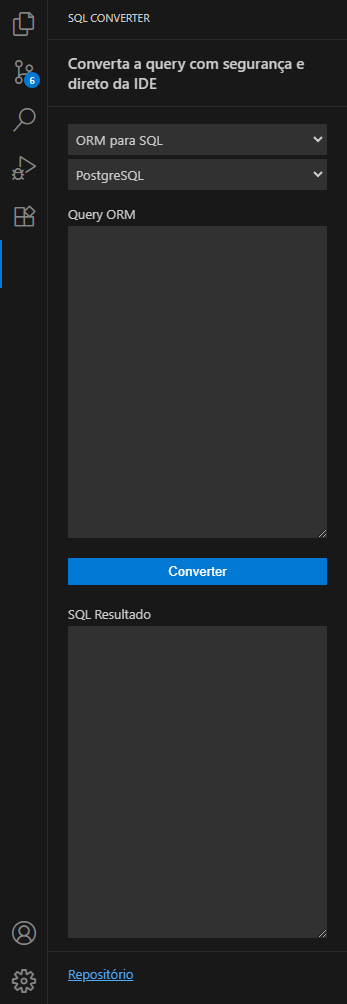 SQL CONVERTER
Converta a query com segurança e
direto da IDE
6
ORM para SQL
PostgreSQL
Query ORM
Converter
SQL Resultado
Repositório